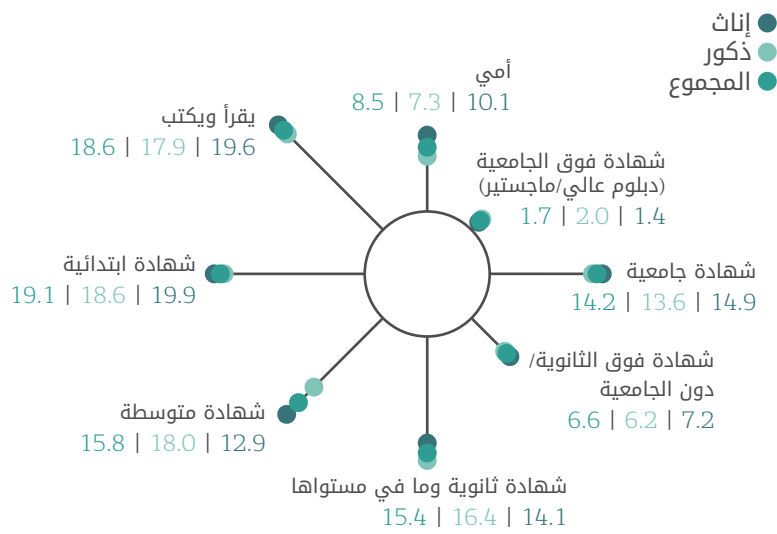 إناث
ذكور
المجموع
أمي
10.1 | 7.3 | 8.5
شهادة فوق الجامعية
(دبلوم عالي/ماجستير)
1.4 | 2.0 | 1.7
شهادة جامعية
14.9 | 13.6 | 14.2
شهادة فوق الثانوية/
دون الجامعية
7.2 | 6.2 | 6.6
شهادة ثانوية وما في مستواها
14.1 | 16.4 | 15.4
شهادة متوسطة
12.9 | 18.0 | 15.8
شهادة ابتدائية
19.9 | 18.6 | 19.1
يقرأ ويكتب
19.6 | 17.9 | 18.6